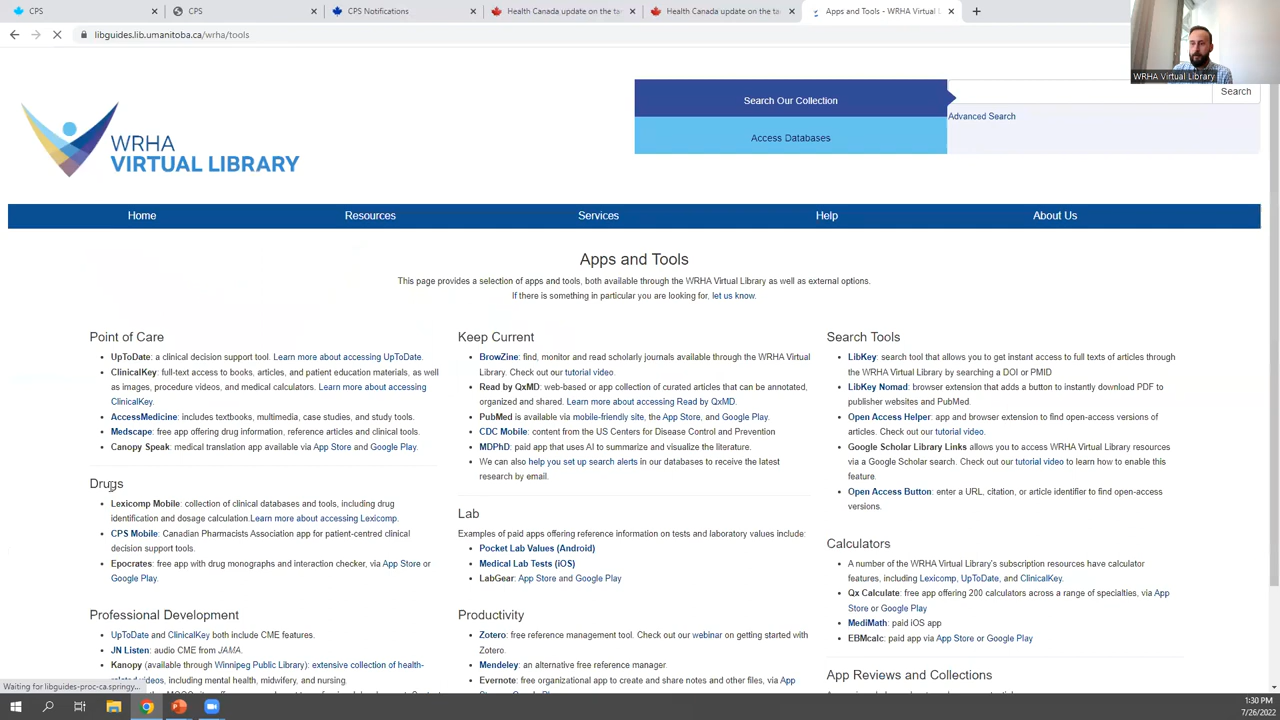 CPS
CPS
CPS Notifications
Health Canada update on the ta
Health Canada update on the ta
Apps and Tools - WRHA Virtual L
libguides.lib.umanitoba.ca/wrha/tools
WRHA Virtual Library
Search Our Collection
Search
Advanced Search
Access Databases
WRHA
VIRTUAL LIBRARY
Home
Resources
Services
Help
About Us
Apps and Tools
This page provides a selection of apps and tools, both available through the WRHA Virtual Library as well as external options.
If there is something in particular you are looking for, let us know.
Point of Care
UpToDate: a clinical decision support tool. Learn more about accessing UpToDate.
ClinicalKey: full-text access to books, articles, and patient education materials, as well
as images, procedure videos, and medical calculators. Learn more about accessing
ClinicalKey.
AccessMedicine: includes textbooks, multimedia, case studies, and study tools.
Medscape: free app offering drug information, reference articles and clinical tools.
Canopy Speak: medical translation app available via App Store and Google Play.
Drugs
Lexicomp Mobile: collection of clinical databases and tools, including drug
identification and dosage calculation.Learn more about accessing Lexicomp.
CPS Mobile: Canadian Pharmacists Association app for patient-centred clinical
decision support tools.
Epocrates: free app with drug monographs and interaction checker, via App Store or
Google Play.
Professional Development
UpToDate and ClinicalKey both include CME features.
JN Listen: audio CME from JAMA.
Kanopy (available through Winnipeg Public Library): extensive collection of health-
related videos, including mental health, midwifery, and nursing.
Keep Current
BrowZine: find, monitor and read scholarly journals available through the WRHA Virtual
Library. Check out our tutorial video.
Read by QxMD: web-based or app collection of curated articles that can be annotated,
organized and shared. Learn more about accessing Read by QxMD.
PubMed is available via mobile-friendly site, the App Store, and Google Play.
CDC Mobile: content from the US Centers for Disease Control and Prevention
MDPhD: paid app that uses AI to summarize and visualize the literature.
We can also help you set up search alerts in our databases to receive the latest
research by email.
Lab
Examples of paid apps offering reference information on tests and laboratory values include:
Pocket Lab Values (Android)
Medical Lab Tests (iOS)
LabGear: App Store and Google Play
Productivity
Zotero: free reference management tool. Check out our webinar on getting started with
Zotero.
Mendeley: an alternative free reference manager.
Evernote: free organizational app to create and share notes and other files, via App
Search Tools
LibKey: search tool that allows you to get instant access to full texts of articles through
the WRHA Virtual Library by searching a DOI or PMID
LibKey Nomad: browser extension that adds a button to instantly download PDF to
publisher websites and PubMed.
Open Access Helper: app and browser extension to find open-access versions of
articles. Check out our tutorial video.
Google Scholar Library Links allows you to access WRHA Virtual Library resources
via a Google Scholar search. Check out our tutorial video to learn how to enable this
feature.
Open Access Button: enter a URL, citation, or article identifier to find open-access
versions.
Calculators
A number of the WRHA Virtual Library's subscription resources have calculator
features, including Lexicomp, UpToDate, and ClinicalKey.
Qx Calculate: free app offering 200 calculators across a range of specialties, via App
Store or Google Play
MediMath: paid iOS app
EBMcalc: paid app via App Store or Google Play
App Reviews and Collections
Waiting for libguides-proc-ca.springy...
1:30 PM
7/26/2022